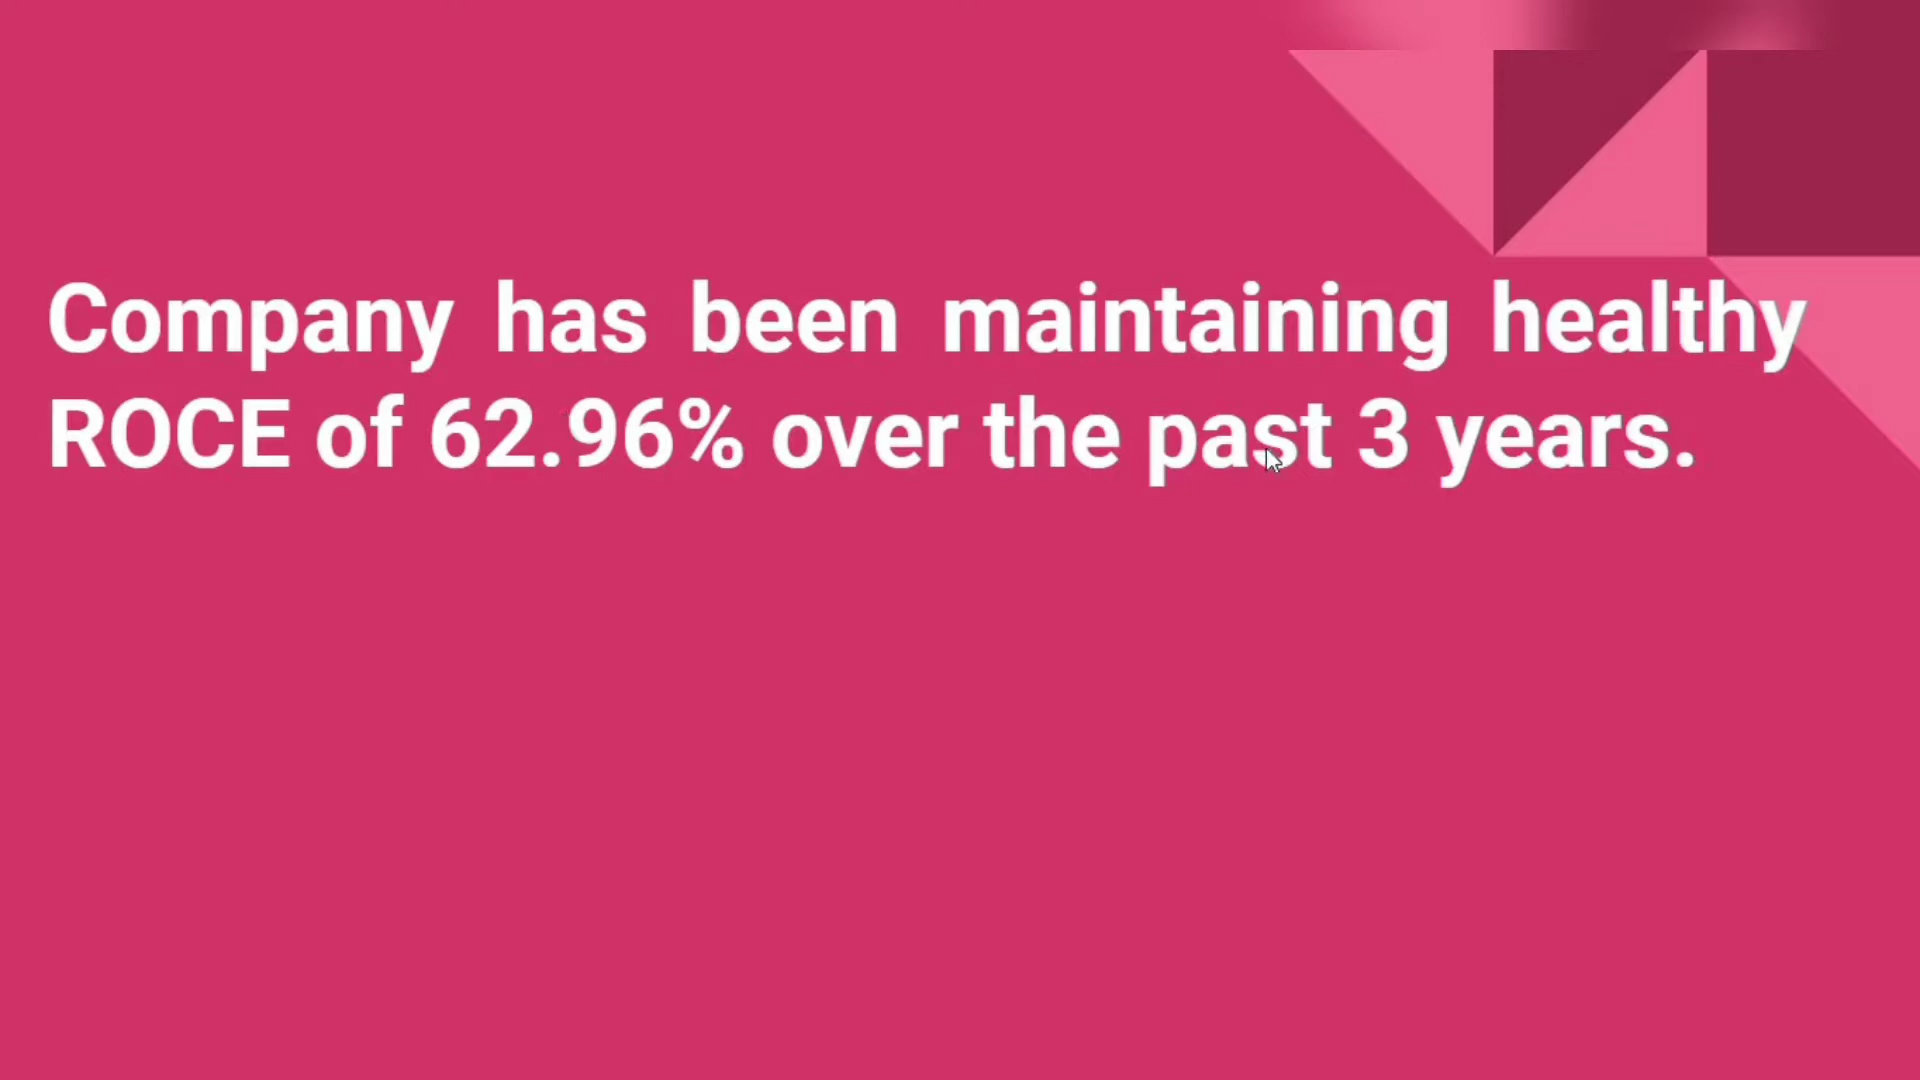 Company has been maintaining healthy
ROCE of 62.96% over the past 3 years.